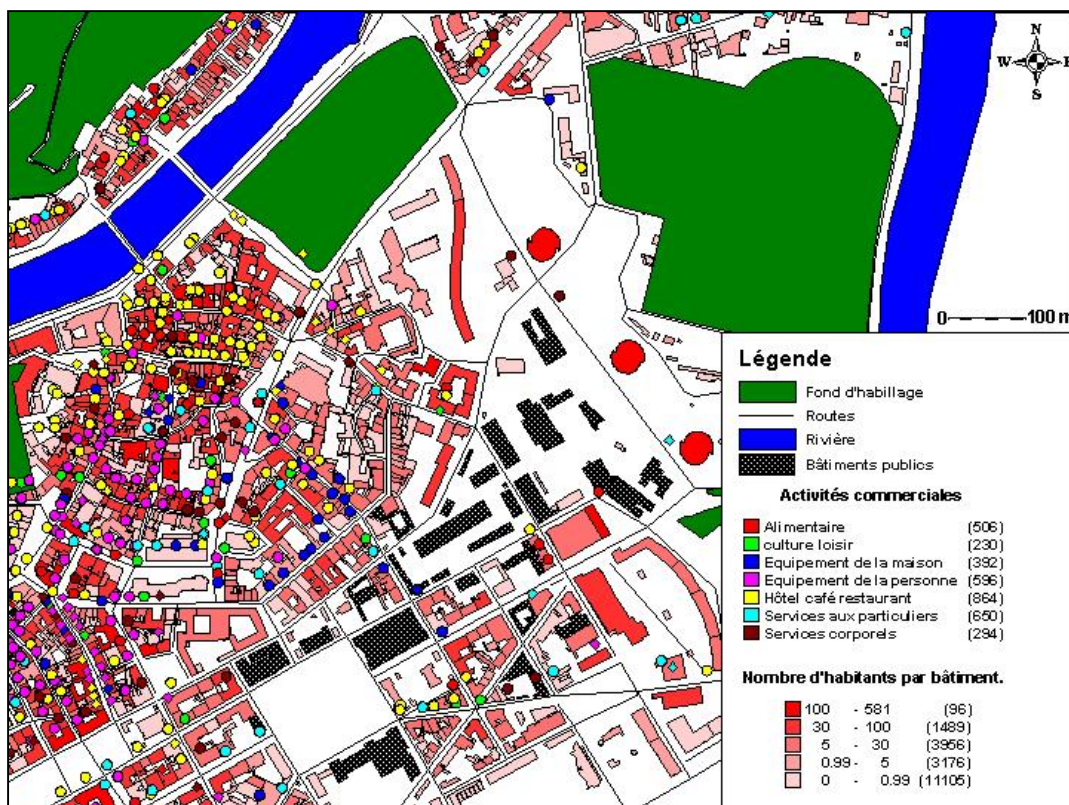 N
W E
S
0 100 m
Légende
Fond d'habillage
Routes
Rivière
Bâtiments publics
Activités commerciales
Alimentaire (506)
culture loisir (230)
Equipement de la maison (392)
Equipement de la personne (596)
Hôtel café restaurant (864)
Services aux particuliers (650)
Services corporels (294)
Nombre d'habitants par bâtiment.
100 - 581 (96)
30 - 100 (1489)
5 - 30 (3956)
0.99 - 5 (3176)
0 - 0.99 (11105)